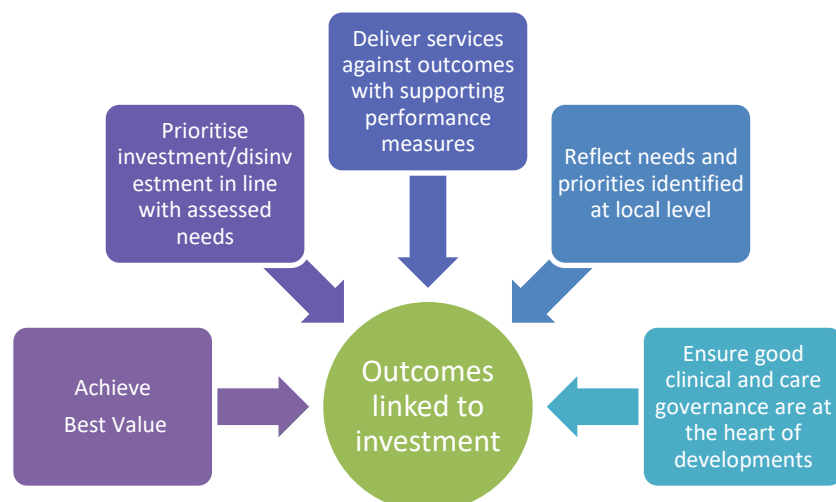 Deliver services
against outcomes
with supporting
performance
measures
Prioritise
investment/disinv
estment in line
with assessed
needs
Reflect needs and
priorities identified
at local level
Achieve
Best Value
Outcomes
linked to
investment
Ensure good
clinical and care
governance are at
the heart of
developments